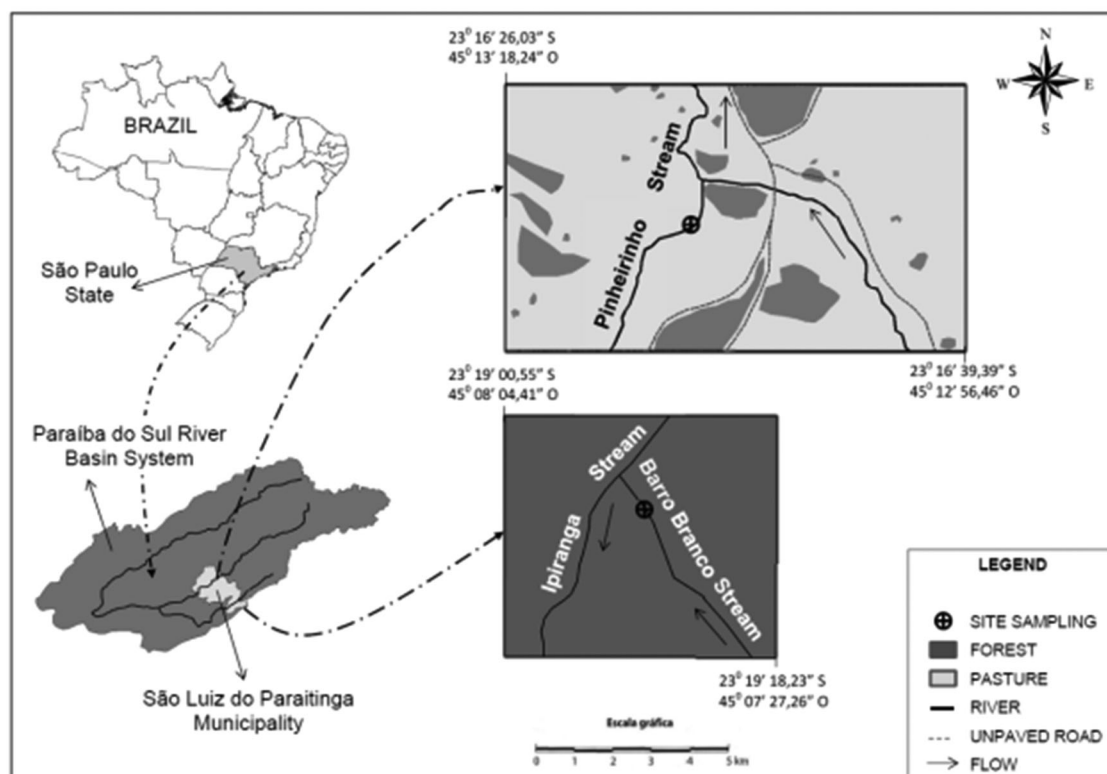 BRAZIL
São Paulo
State
Paraíba do Sul River
Basin System
São Luiz do Paraitinga
Municipality
23⁰ 16’ 26,03” S
45⁰ 13’ 18,24” O
Pinheirinho Stream
23⁰ 16’ 39,39” S
45⁰ 12’ 56,46” O
N
W E
S
23⁰ 19’ 00,55” S
45⁰ 08’ 04,41” O
Ipiranga Stream
Barro Branco Stream
23⁰ 19’ 18,23” S
45⁰ 07’ 27,26” O
Escala gráfica
0 1 2 3 4 5 km
LEGEND
SITE SAMPLING
FOREST
PASTURE
RIVER
UNPAVED ROAD
FLOW